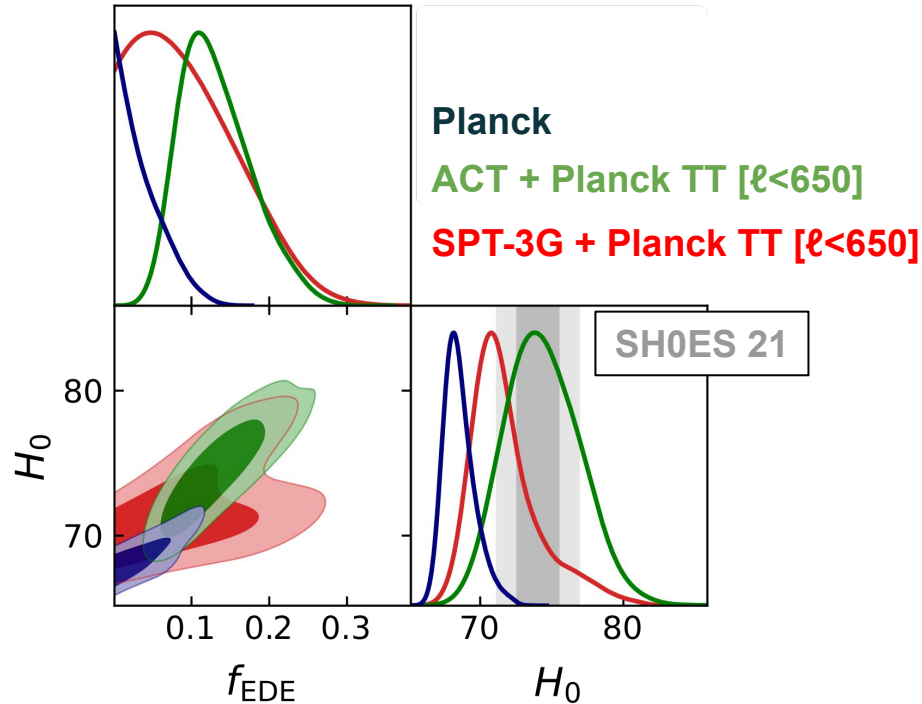 Planck
ACT + Planck TT [ℓ<650]
SPT-3G + Planck TT [ℓ<650]
SH0ES 21
80
70
H₀
0.1 0.2 0.3
f_EDE
70 80
H₀